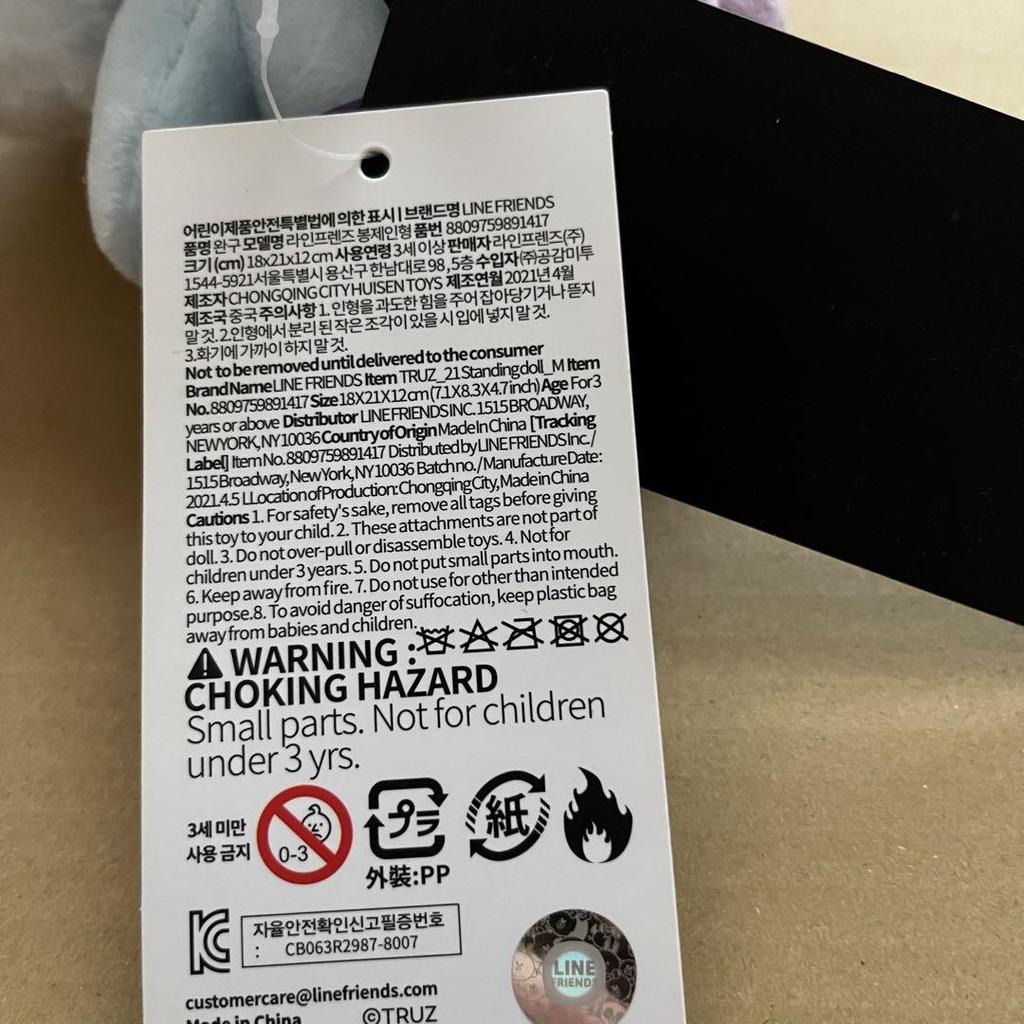 어린이제품안전특별법에 의한 표시 | 브랜드명 LINE FRIENDS
품명 완구 모델명 라인프렌즈 봉제인형 품번 8809759891417
크기 (cm) 18x21x12cm 사용연령 3세 이상 판매자 라인프렌즈(주)
1544-5921 서울특별시 용산구 한남대로 98, 5층 수입자 ㈜공감미투
제조자 CHONGQING CITY HUISEN TOYS 제조연월 2021년 4월
제조국 중국 주의사항 1. 인형을 과도한 힘을 주어 잡아당기거나 뜯지
말 것. 2.인형에서 분리 된 작은 조각이 있을 시 입에 넣지 말 것.
3.화기에 가까이 하지 말 것.
Not to be removed until delivered to the consumer
Brand Name LINE FRIENDS Item TRUZ_21 Standing doll_M Item
No. 8809759891417 Size 18X21X12cm (7.1X8.3X4.7 inch) Age For 3
years or above Distributor LINE FRIENDS INC. 1515 BROADWAY,
NEW YORK, NY 10036 Country of Origin Made In China [Tracking
Label] Item No. 8809759891417 Distributed by LINE FRIENDS Inc. /
1515 Broadway, New York, NY 10036 Batch no. / Manufacture Date:
2021.4.5 LLocation of Production: Chongqing City, Made in China
Cautions 1. For safety's sake, remove all tags before giving
this toy to your child. 2. These attachments are not part of
doll. 3. Do not over-pull or disassemble toys. 4. Not for
children under 3 years. 5. Do not put small parts into mouth.
6. Keep away from fire. 7. Do not use for other than intended
purpose. 8. To avoid danger of suffocation, keep plastic bag
away from babies and children.
WARNING :
CHOKING HAZARD
Small parts. Not for children
under 3 yrs.
3세 미만
사용 금지
0-3
プラ
外装:PP
紙
자율안전확인신고필증번호
: CB063R2987-8007
LINE
FRIENDS
customercare@linefriends.com
Made in China ©TRUZ